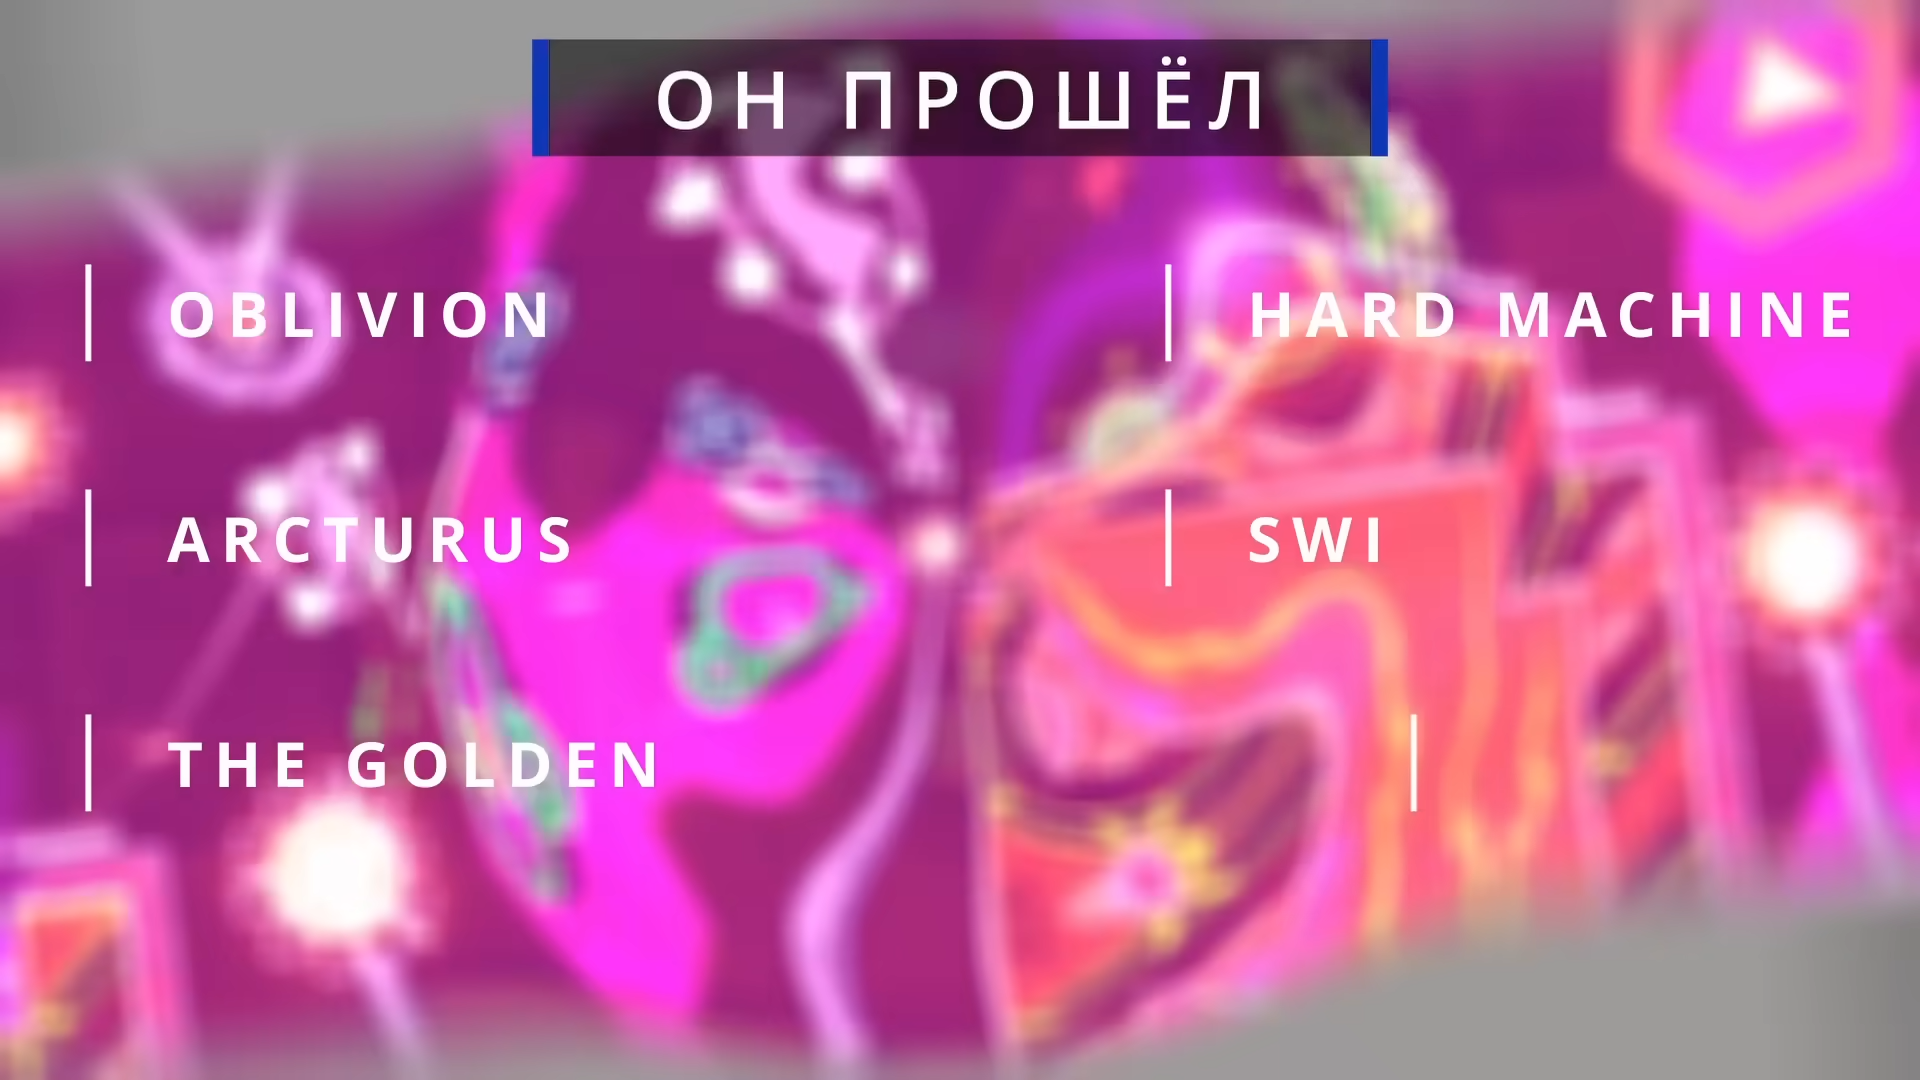 ОН ПРОШЁЛ
OBLIVION
HARD MACHINE
ARCTURUS
SWI
THE GOLDEN